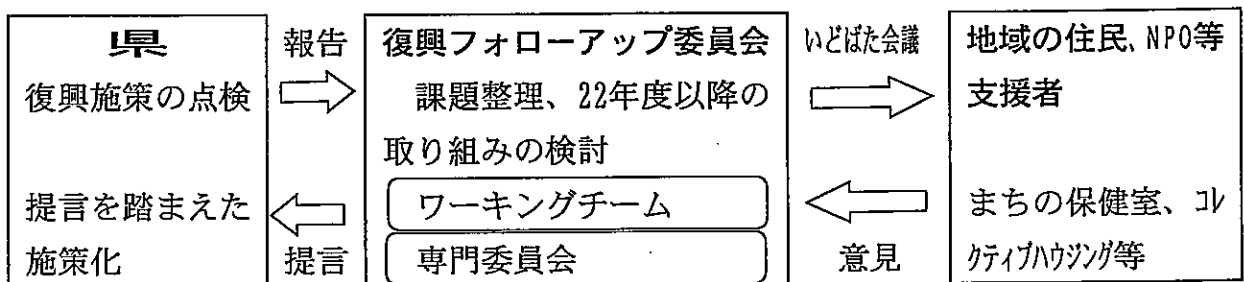 県
復興施策の点検
提言を踏まえた
施策化
報告
提言
復興フォローアップ委員会
課題整理、22年度以降の
取り組みの検討
ワーキングチーム
専門委員会
いどばた会議
意見
地域の住民、NPO等
支援者
まちの保健室、コレ
クティブハウジング等